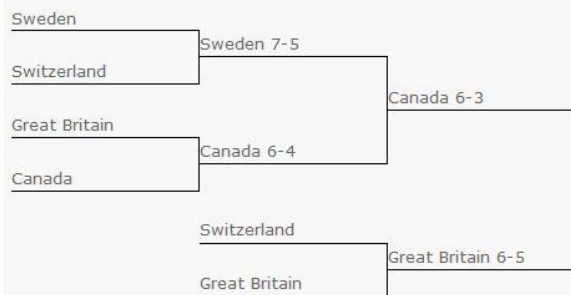 Sweden
Sweden 7-5
Switzerland
Canada 6-3
Great Britain
Canada 6-4
Canada
Switzerland
Great Britain 6-5
Great Britain